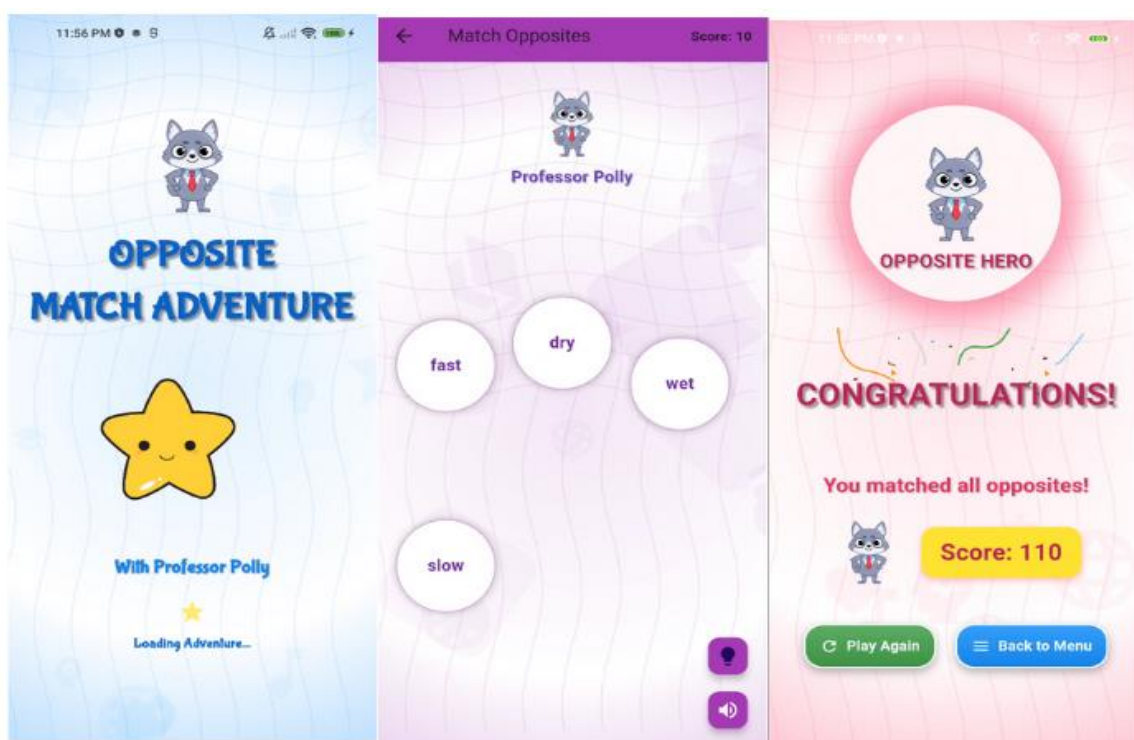 11:56 PM
OPPOSITE
MATCH ADVENTURE
With Professor Polly
Loading Adventure...
Match Opposites
Score: 10
Professor Polly
fast
dry
wet
slow
OPPOSITE HERO
CONGRATULATIONS!
You matched all opposites!
Score: 110
Play Again
Back to Menu